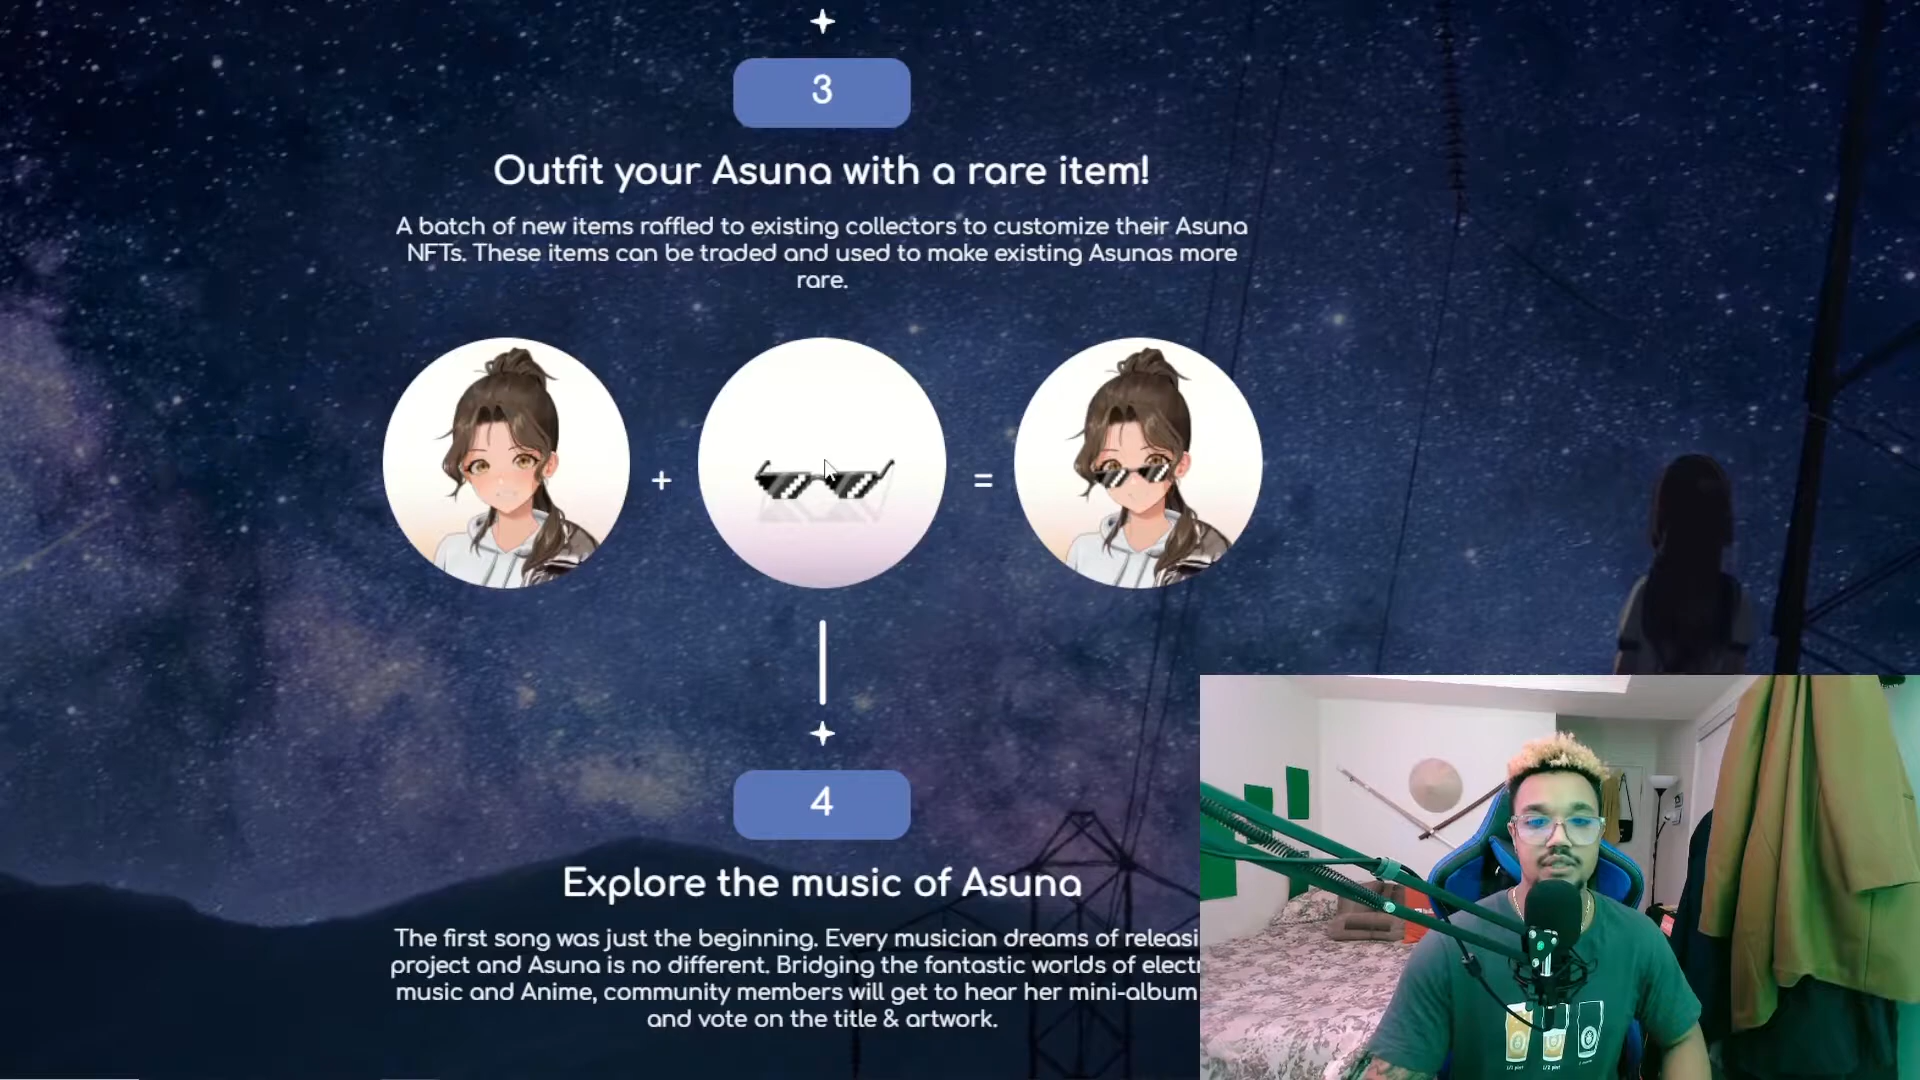 3
Outfit your Asuna with a rare item!
A batch of new items raffled to existing collectors to customize their Asuna
NFTs. These items can be traded and used to make existing Asunas more
rare.
+
=
4
Explore the music of Asuna
The first song was just the beginning. Every musician dreams of releasi
project and Asuna is no different. Bridging the fantastic worlds of electr
music and Anime, community members will get to hear her mini-album
and vote on the title & artwork.